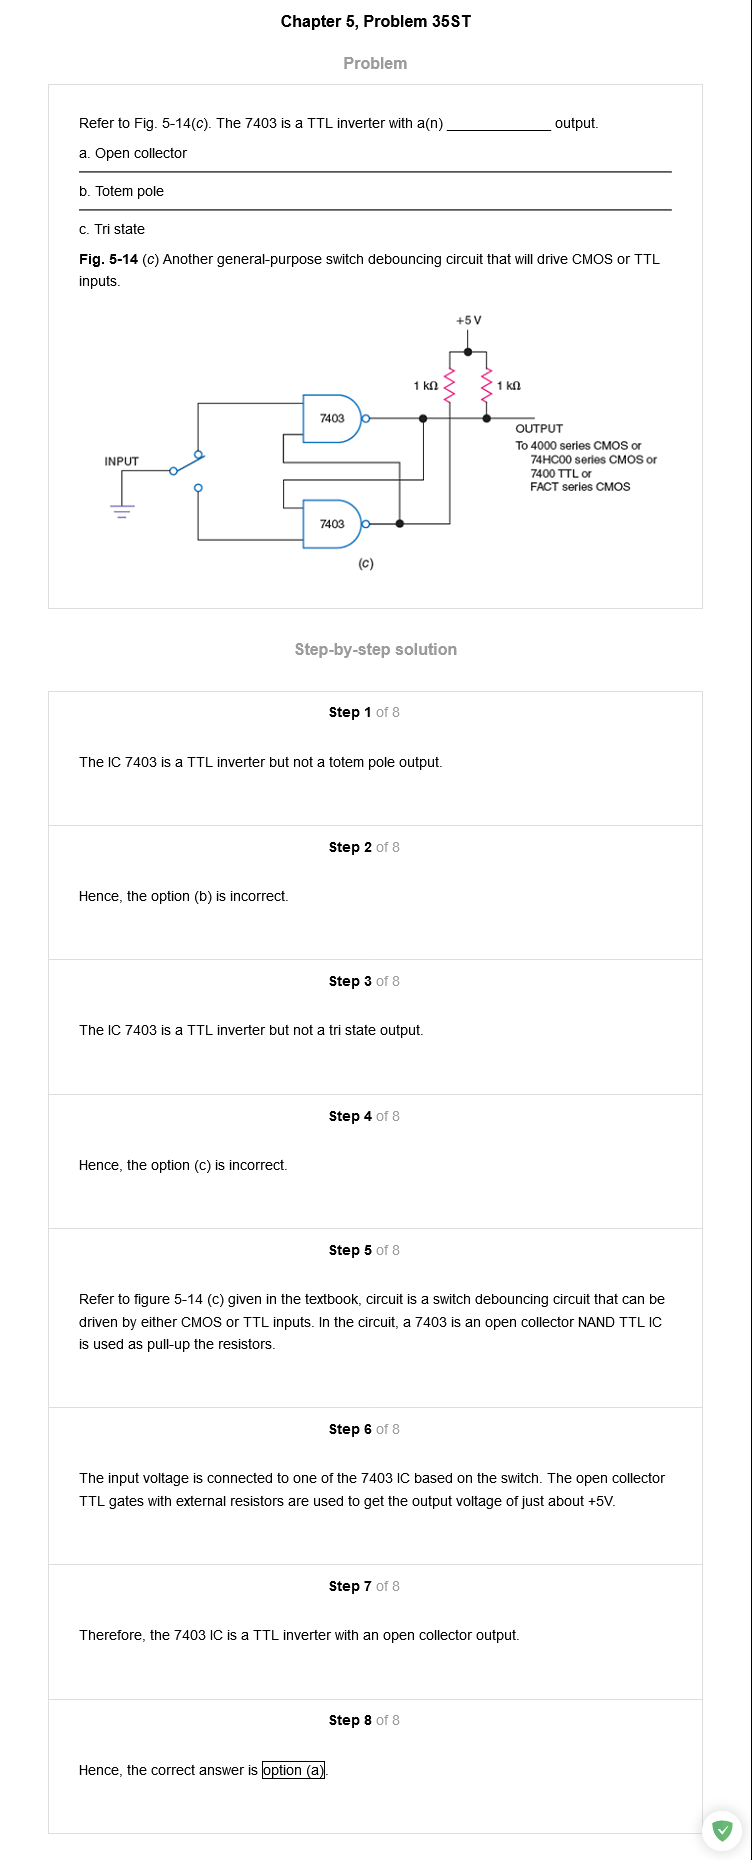 Chapter 5, Problem 35ST
Problem
Refer to Fig. 5-14(c). The 7403 is a TTL inverter with a(n) _____________ output.
a. Open collector
b. Totem pole
c. Tri state
Fig. 5-14 (c) Another general-purpose switch debouncing circuit that will drive CMOS or TTL
inputs.
+5 V
1 kΩ
1 kΩ
7403
OUTPUT
To 4000 series CMOS or
74HC00 series CMOS or
7400 TTL or
FACT series CMOS
INPUT
7403
(c)
Step-by-step solution
Step 1 of 8
The IC 7403 is a TTL inverter but not a totem pole output.
Step 2 of 8
Hence, the option (b) is incorrect.
Step 3 of 8
The IC 7403 is a TTL inverter but not a tri state output.
Step 4 of 8
Hence, the option (c) is incorrect.
Step 5 of 8
Refer to figure 5-14 (c) given in the textbook, circuit is a switch debouncing circuit that can be
driven by either CMOS or TTL inputs. In the circuit, a 7403 is an open collector NAND TTL IC
is used as pull-up the resistors.
Step 6 of 8
The input voltage is connected to one of the 7403 IC based on the switch. The open collector
TTL gates with external resistors are used to get the output voltage of just about +5V.
Step 7 of 8
Therefore, the 7403 IC is a TTL inverter with an open collector output.
Step 8 of 8
Hence, the correct answer is option (a).